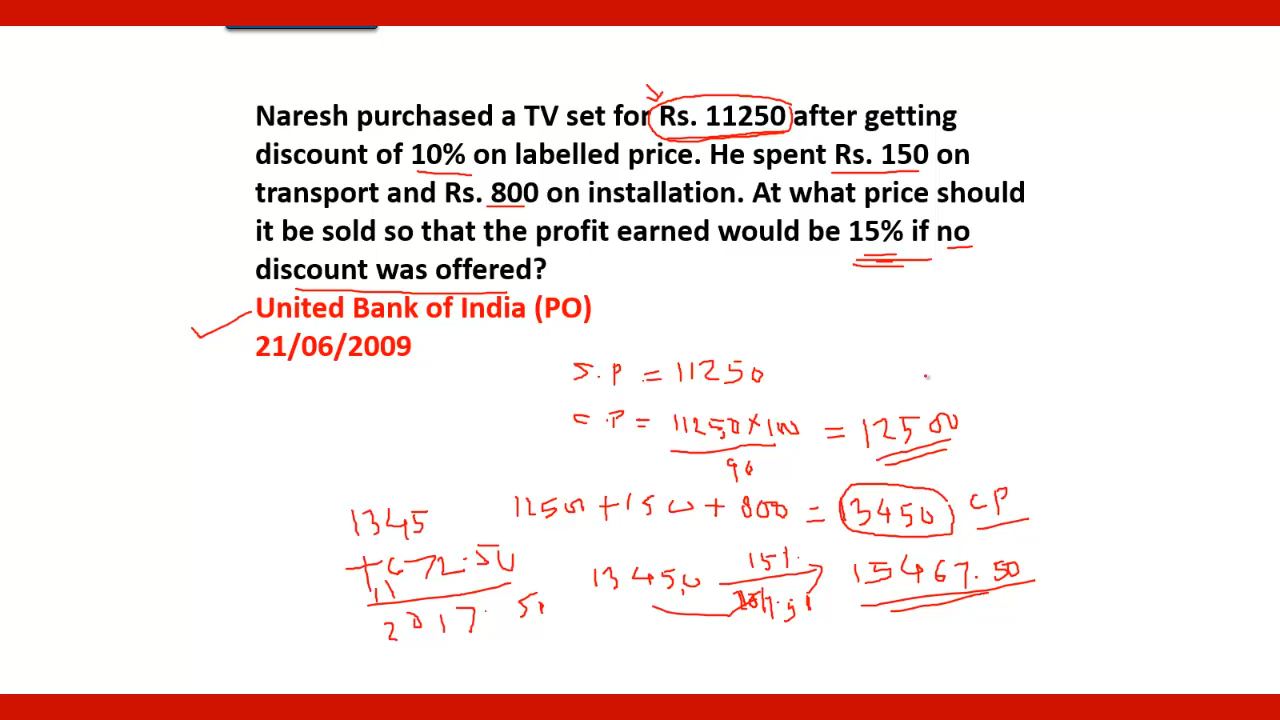 Naresh purchased a TV set for Rs. 11250 after getting
discount of 10% on labelled price. He spent Rs. 150 on
transport and Rs. 800 on installation. At what price should
it be sold so that the profit earned would be 15% if no
discount was offered?
United Bank of India (PO)
21/06/2009
S.P = 11250
C.P = 11250 × 100 = 12500
90
12500 + 150 + 800 = 13450 CP
1345
+672.50
2017.50
13450 15% 15467.50